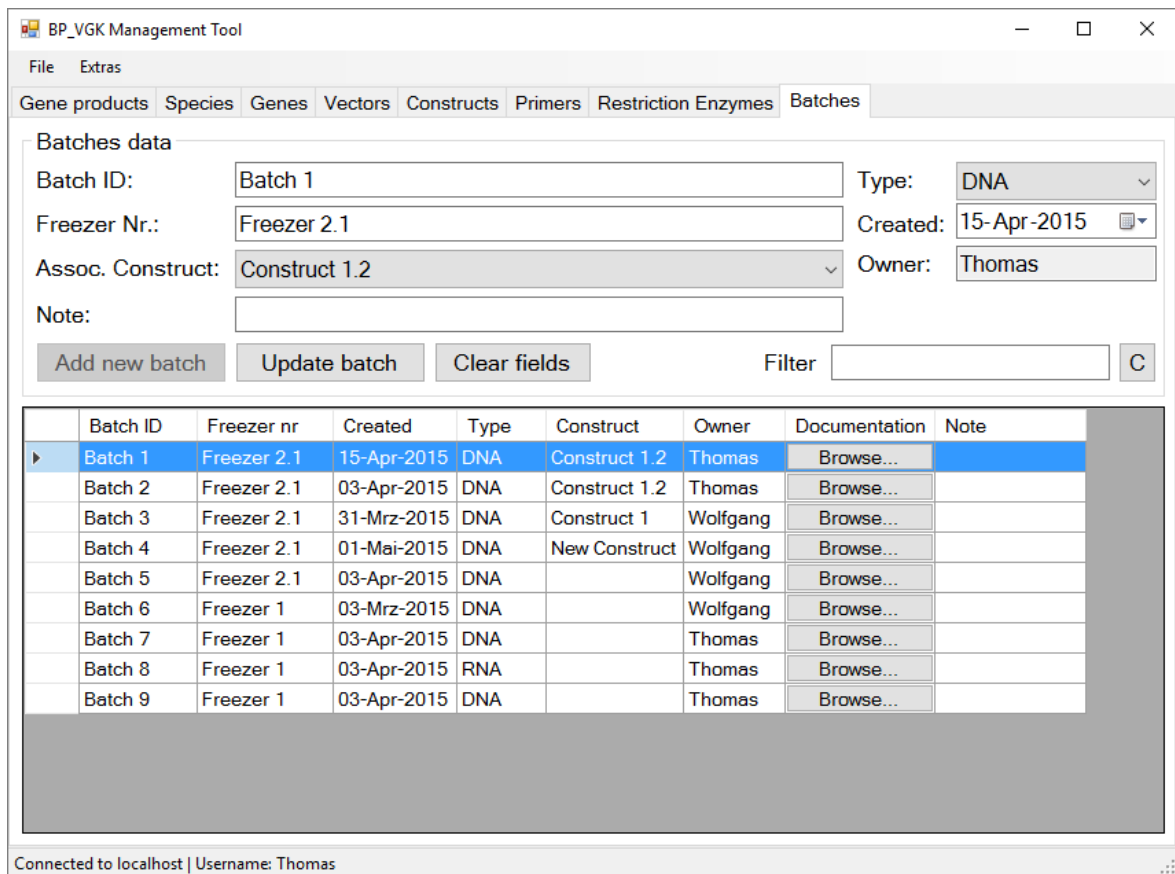 BP_VGK Management Tool
File Extras
Gene products Species Genes Vectors Constructs Primers Restriction Enzymes Batches
Batches data
Batch ID: Batch 1 Type: DNA
Freezer Nr.: Freezer 2.1 Created: 15-Apr-2015
Assoc. Construct: Construct 1.2 Owner: Thomas
Note:
Add new batch Update batch Clear fields Filter C
Batch ID Freezer nr Created Type Construct Owner Documentation Note
Batch 1 Freezer 2.1 15-Apr-2015 DNA Construct 1.2 Thomas Browse...
Batch 2 Freezer 2.1 03-Apr-2015 DNA Construct 1.2 Thomas Browse...
Batch 3 Freezer 2.1 31-Mrz-2015 DNA Construct 1 Wolfgang Browse...
Batch 4 Freezer 2.1 01-Mai-2015 DNA New Construct Wolfgang Browse...
Batch 5 Freezer 2.1 03-Apr-2015 DNA Wolfgang Browse...
Batch 6 Freezer 1 03-Mrz-2015 DNA Wolfgang Browse...
Batch 7 Freezer 1 03-Apr-2015 DNA Thomas Browse...
Batch 8 Freezer 1 03-Apr-2015 RNA Thomas Browse...
Batch 9 Freezer 1 03-Apr-2015 DNA Thomas Browse...
Connected to localhost | Username: Thomas